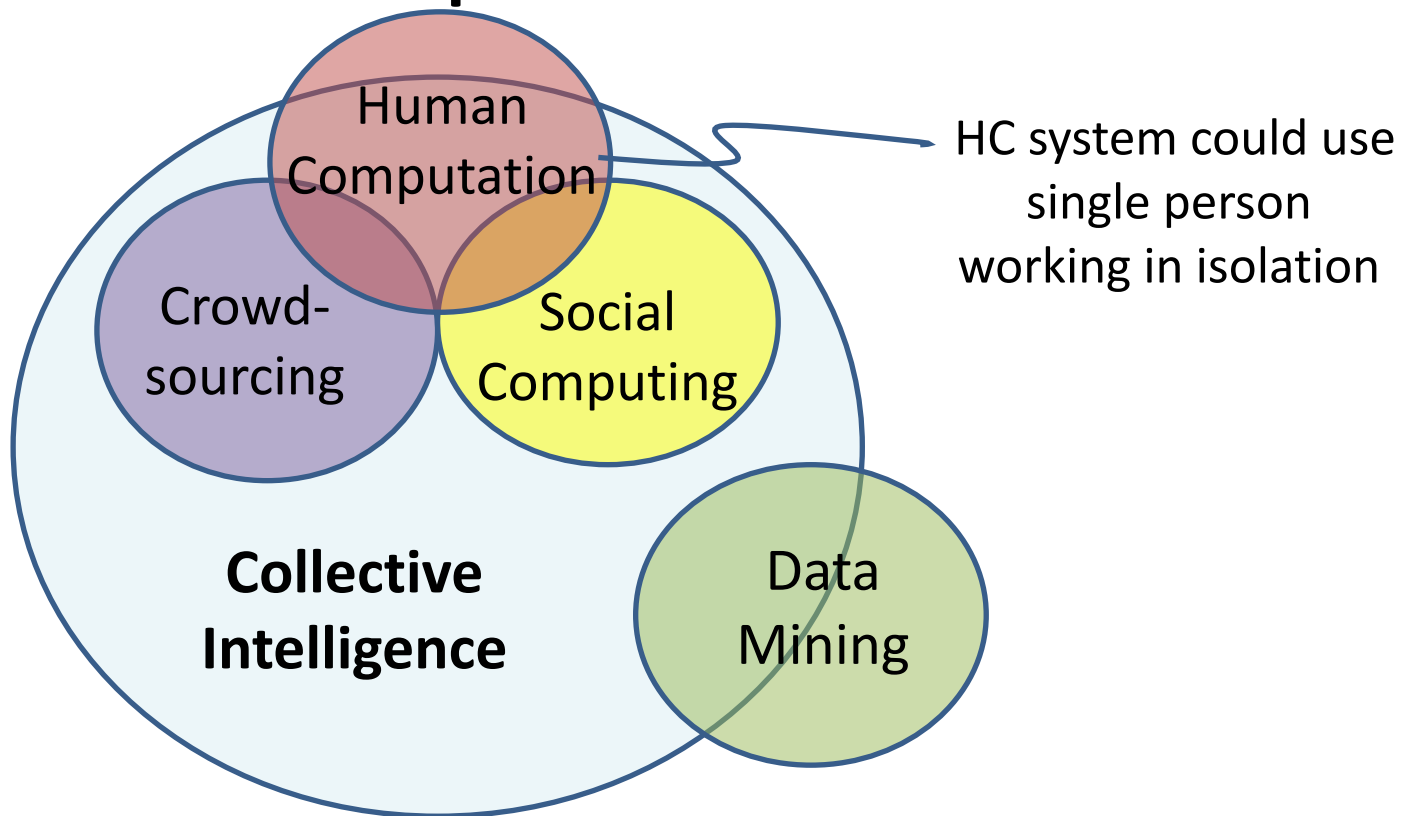 Human
Computation
HC system could use
single person
working in isolation
Crowd-
sourcing
Social
Computing
Collective
Intelligence
Data
Mining